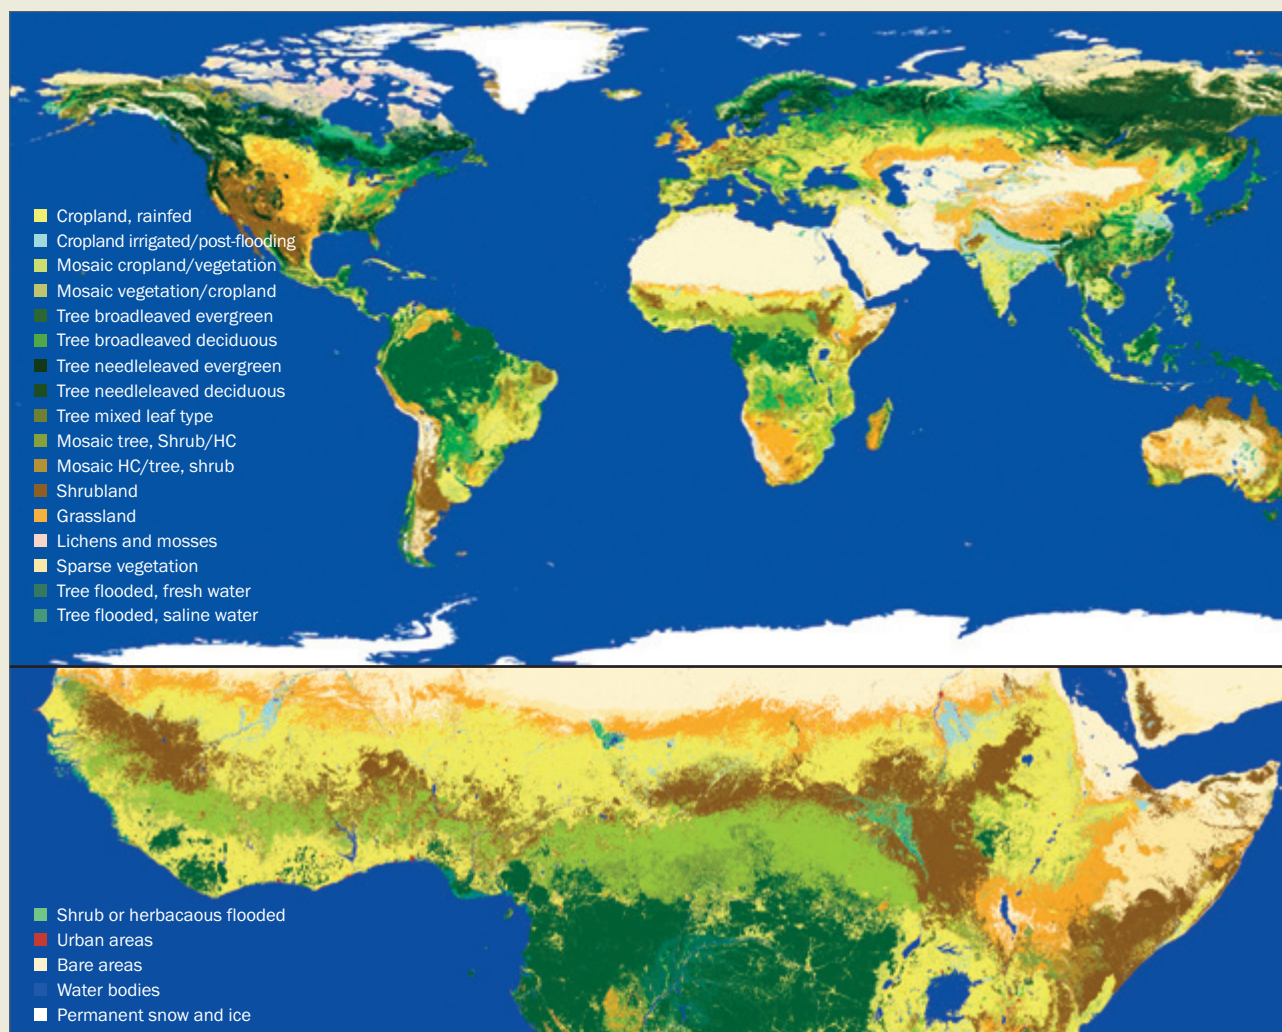 Cropland, rainfed
Cropland irrigated/post-flooding
Mosaic cropland/vegetation
Mosaic vegetation/cropland
Tree broadleaved evergreen
Tree broadleaved deciduous
Tree needleleaved evergreen
Tree needleleaved deciduous
Tree mixed leaf type
Mosaic tree, Shrub/HC
Mosaic HC/tree, shrub
Shrubland
Grassland
Lichens and mosses
Sparse vegetation
Tree flooded, fresh water
Tree flooded, saline water
Shrub or herbacaous flooded
Urban areas
Bare areas
Water bodies
Permanent snow and ice